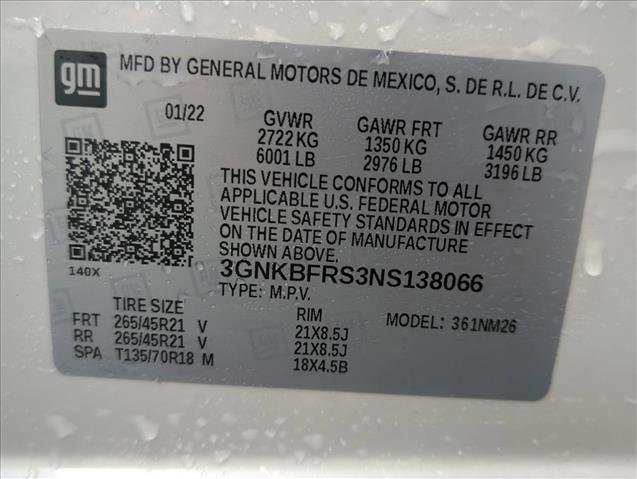 gm
MFD BY GENERAL MOTORS DE MEXICO, S. DE R.L. DE C.V.
01/22 GVWR GAWR FRT GAWR RR
2722 KG 1350 KG 1450 KG
6001 LB 2976 LB 3196 LB
THIS VEHICLE CONFORMS TO ALL
APPLICABLE U.S. FEDERAL MOTOR
VEHICLE SAFETY STANDARDS IN EFFECT
ON THE DATE OF MANUFACTURE
SHOWN ABOVE.
140X 3GNKBFRS3NS138066
TYPE: M.P.V.
TIRE SIZE RIM MODEL: 361NM26
FRT 265/45R21 V 21X8.5J
RR 265/45R21 V 21X8.5J
SPA T135/70R18 M 18X4.5B